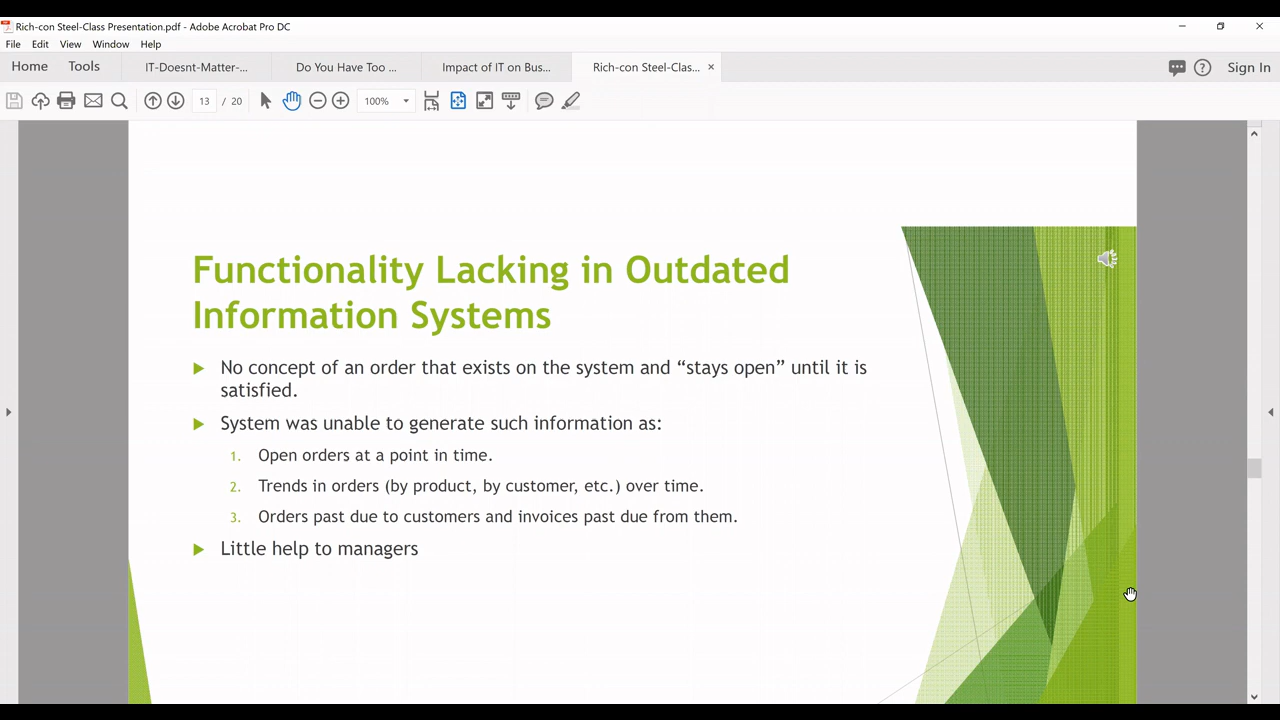 Rich-con Steel-Class Presentation.pdf - Adobe Acrobat Pro DC
File Edit View Window Help
Home Tools IT-Doesnt-Matter-... Do You Have Too ... Impact of IT on Bus... Rich-con Steel-Clas... ×
Sign In
13 / 20 100%
Functionality Lacking in Outdated
Information Systems
No concept of an order that exists on the system and “stays open” until it is
satisfied.
System was unable to generate such information as:
1. Open orders at a point in time.
2. Trends in orders (by product, by customer, etc.) over time.
3. Orders past due to customers and invoices past due from them.
Little help to managers